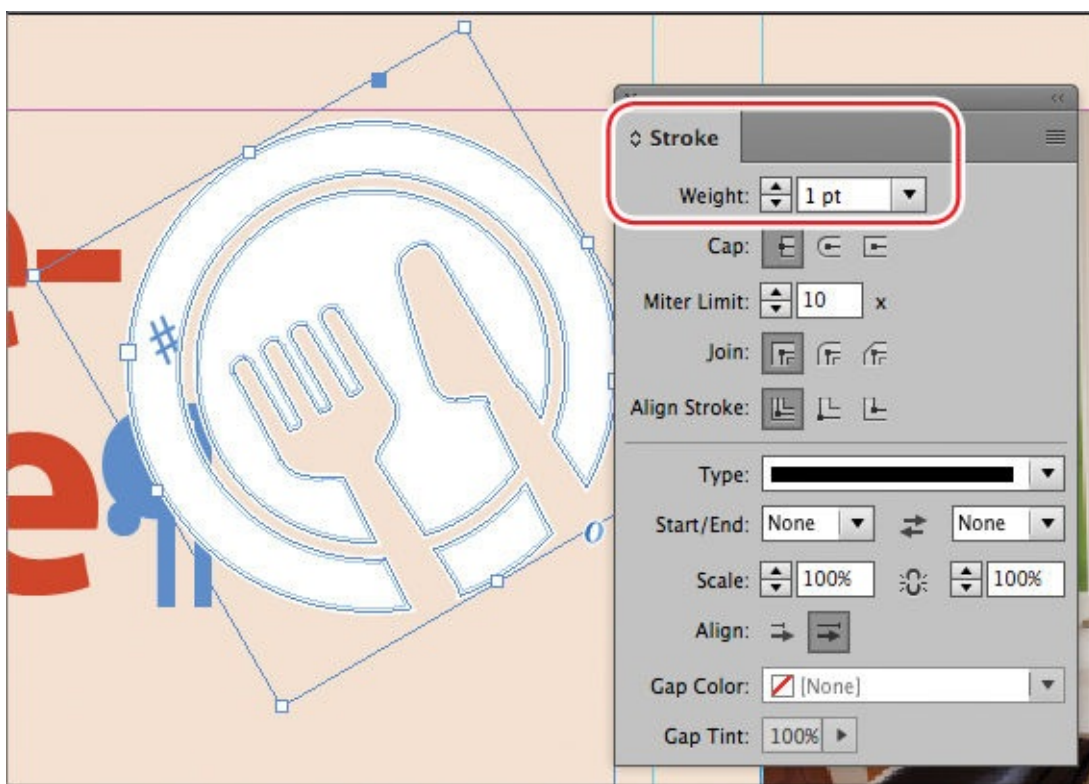 Stroke
Weight: 1 pt
Cap:
Miter Limit: 10 x
Join:
Align Stroke:
Type:
Start/End: None None
Scale: 100% 100%
Align:
Gap Color: [None]
Gap Tint: 100%
e-
#
e¶
o